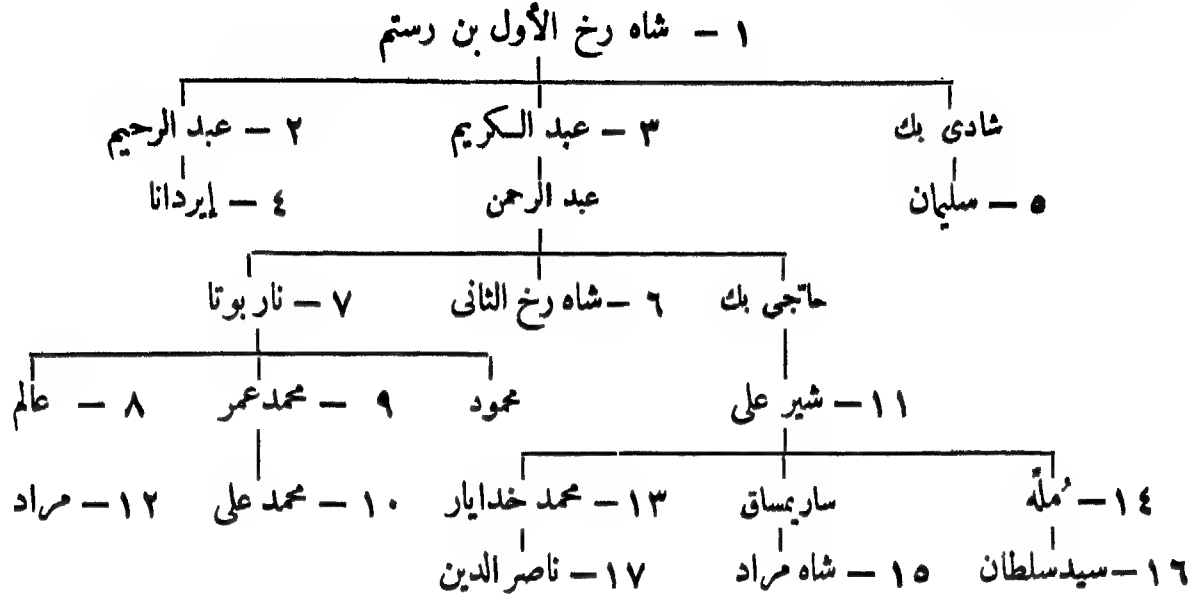 ١ – شاه رخ الأول بن رستم
شادى بك ٣ – عبد الكريم ٢ – عبد الرحيم
٥ – سليمان عبد الرحمن ٤ – إيردانا
حاجى بك ٦ – شاه رخ الثانى ٧ – نار بوتا
١١ – شير على محمود ٩ – محمد عمر ٨ – عالم
١٤ – مُلَّه ساريمساق ١٣ – محمد خدايار ١٠ – محمد على ١٢ – مراد
١٦ – سيد سلطان ١٥ – شاه مراد ١٧ – ناصر الدين